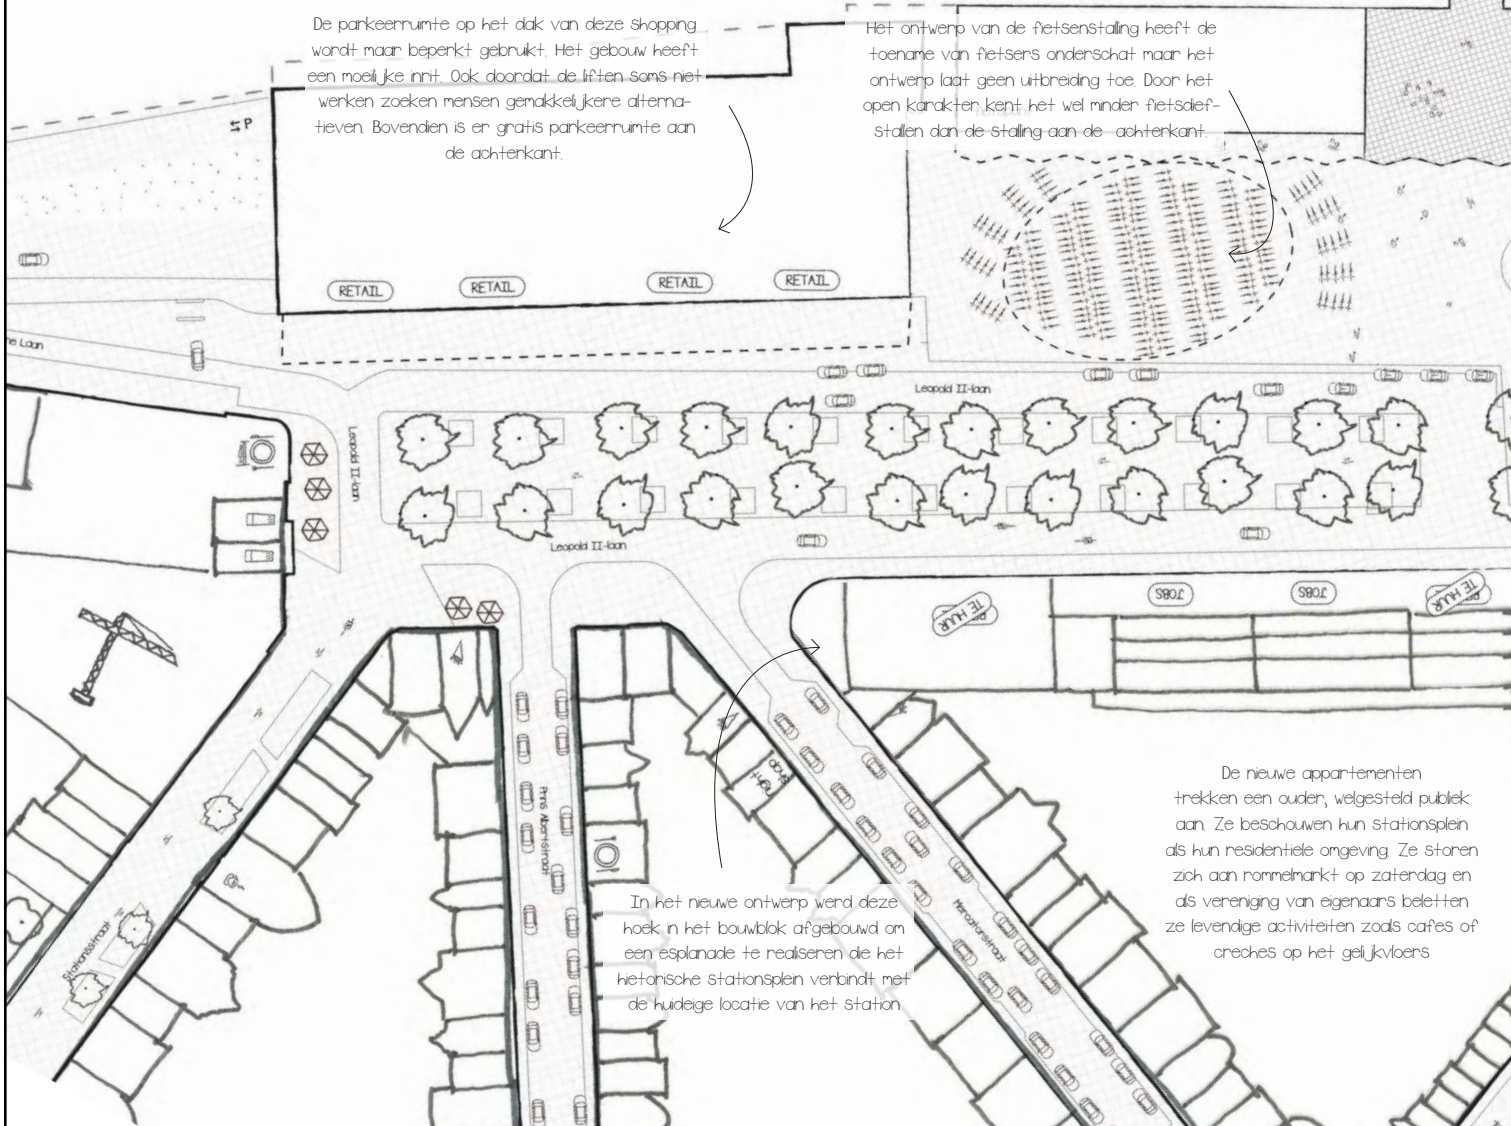 De parkeerruimte op het dak van deze shopping
wordt maar beperkt gebruikt. Het gebouw heeft
een moeilijke inrit. Ook doordat de liften soms niet
werken zoeken mensen gemakkelijkere alterna-
tieven. Bovendien is er gratis parkeerruimte aan
de achterkant.
Het ontwerp van de fietsenstalling heeft de
toename van fietsers onderschat maar het
ontwerp laat geen uitbreiding toe. Door het
open karakter kent het wel minder fietsdief-
stallen dan de stalling aan de achterkant.
P
RETAIL
RETAIL
RETAIL
RETAIL
Laan
Leopold II-laan
Leopold II-laan
Leopold II-laan
TE HUUR
JOBS
JOBS
TE HUUR
night
shop
Prins Albertstraat
Stationsstraat
Mercatorstraat
De nieuwe appartementen
trekken een ouder, welgesteld publiek
aan. Ze beschouwen hun stationsplein
als hun residentiele omgeving. Ze storen
zich aan rommelmarkt op zaterdag en
als vereniging van eigenaars beletten
ze levendige activiteiten zoals cafes of
creches op het gelijkvloers
In het nieuwe ontwerp werd deze
hoek in het bouwblok afgebouwd om
een esplanade te realiseren die het
historische stationsplein verbindt met
de huideige locatie van het station